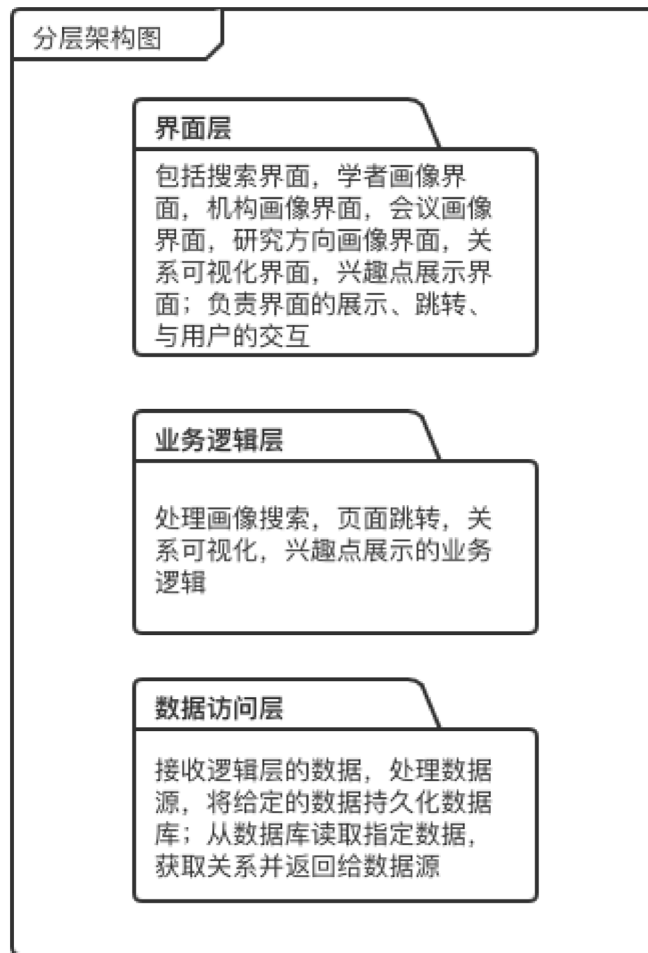 分层架构图
界面层
包括搜索界面，学者画像界
面，机构画像界面，会议画像
界面，研究方向画像界面，关
系可视化界面，兴趣点展示界
面；负责界面的展示、跳转、
与用户的交互
业务逻辑层
处理画像搜索，页面跳转，关
系可视化，兴趣点展示的业务
逻辑
数据访问层
接收逻辑层的数据，处理数据
源，将给定的数据持久化数据
库；从数据库读取指定数据，
获取关系并返回给数据源